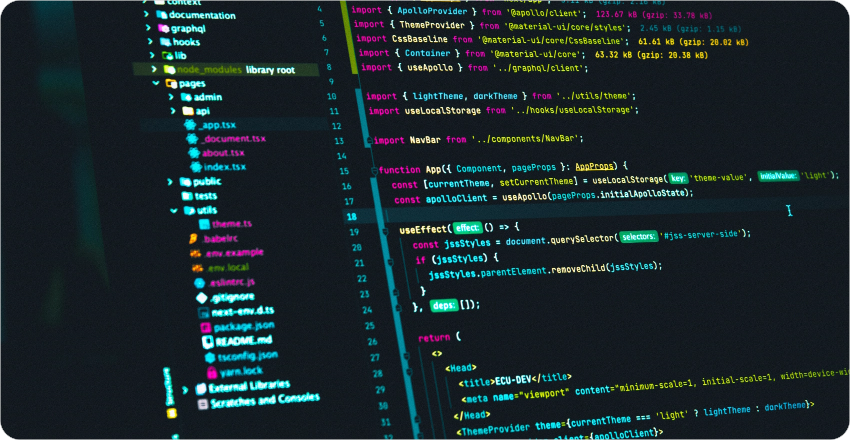 context
documentation
graphql
hooks
lib
node_modules library root
pages
admin
api
_app.tsx
_document.tsx
about.tsx
index.tsx
public
tests
utils
theme.ts
.babelrc
.env.example
.env.local
.eslintrc.js
.gitignore
next-env.d.ts
package.json
README.md
tsconfig.json
yarn.lock
External Libraries
Scratches and Consoles
Structure
4 import { ApolloProvider } from '@apollo/client'; 123.67 kB (gzip: 33.78 kB)
5 import { ThemeProvider } from '@material-ui/core/styles'; 2.45 kB (gzip: 1.15 kB)
6 import CssBaseline from '@material-ui/core/CssBaseline'; 61.61 kB (gzip: 20.02 kB)
7 import { Container } from '@material-ui/core'; 63.32 kB (gzip: 20.38 kB)
8 import { useApollo } from '../graphql/client';
9
10 import { lightTheme, darkTheme } from '../utils/theme';
11 import useLocalStorage from '../hooks/useLocalStorage';
12
13 import NavBar from '../components/NavBar';
14
15 function App({ Component, pageProps }: AppProps) {
16 const [currentTheme, setCurrentTheme] = useLocalStorage( key: 'theme-value', initialValue: 'light');
17 const apolloClient = useApollo(pageProps.initialApolloState);
18
19 useEffect( effect: () => {
20 const jssStyles = document.querySelector( selectors: '#jss-server-side');
21 if (jssStyles) {
22 jssStyles.parentElement.removeChild(jssStyles);
23 }
24 }, deps: []);
25
26 return (
27 <>
28 <Head>
29 <title>ECU-DEV</title>
30 <meta name="viewport" content="minimum-scale=1, initial-scale=1, width=device-wi
31 </Head>
<ThemeProvider theme={currentTheme === 'light' ? lightTheme : darkTheme}>
client={apolloClient}>